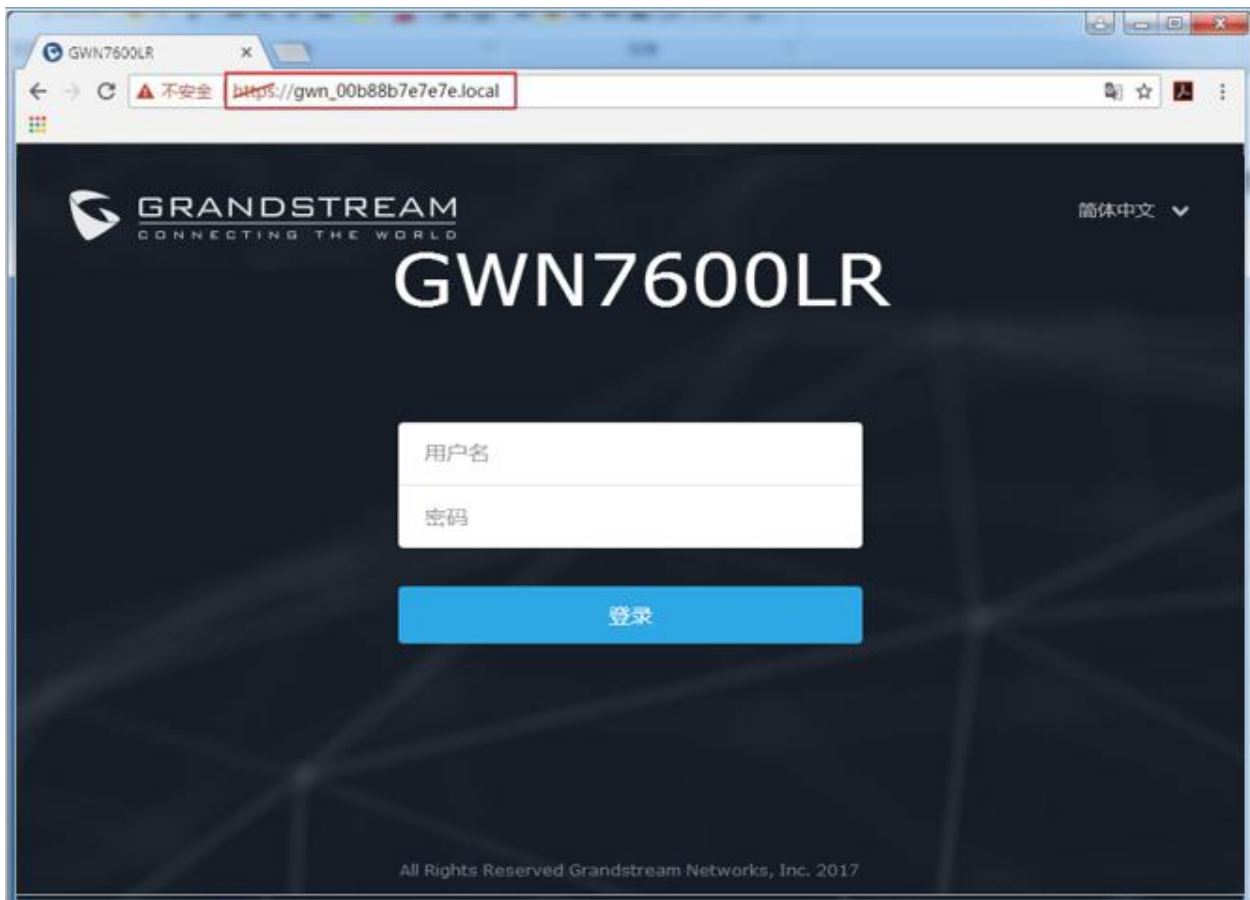 GWN7600LR
不安全 https://gwn_00b88b7e7e7e.local
GRANDSTREAM
CONNECTING THE WORLD
简体中文
GWN7600LR
用户名
密码
登录
All Rights Reserved Grandstream Networks, Inc. 2017